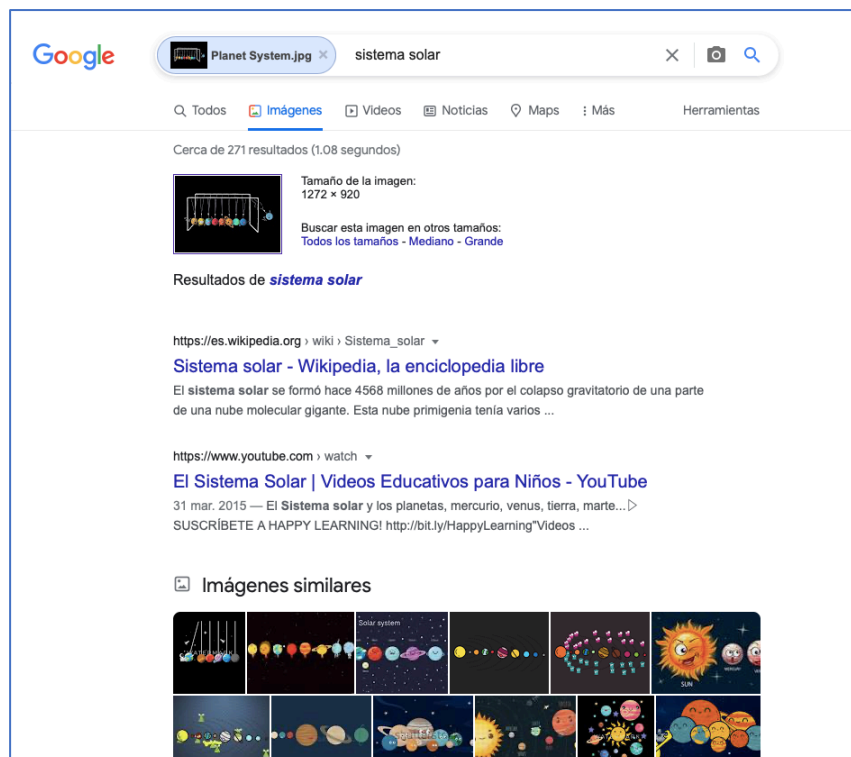 Google
Planet System.jpg × sistema solar
Todos Imágenes Videos Noticias Maps Más Herramientas
Cerca de 271 resultados (1.08 segundos)
Tamaño de la imagen:
1272 × 920
Buscar esta imagen en otros tamaños:
Todos los tamaños - Mediano - Grande
Resultados de sistema solar
https://es.wikipedia.org › wiki › Sistema_solar
Sistema solar - Wikipedia, la enciclopedia libre
El sistema solar se formó hace 4568 millones de años por el colapso gravitatorio de una parte
de una nube molecular gigante. Esta nube primigenia tenía varios ...
https://www.youtube.com › watch
El Sistema Solar | Videos Educativos para Niños - YouTube
31 mar. 2015 — El Sistema solar y los planetas, mercurio, venus, tierra, marte...
SUSCRÍBETE A HAPPY LEARNING! http://bit.ly/HappyLearning"Videos ...
Imágenes similares
Solar system
SUN